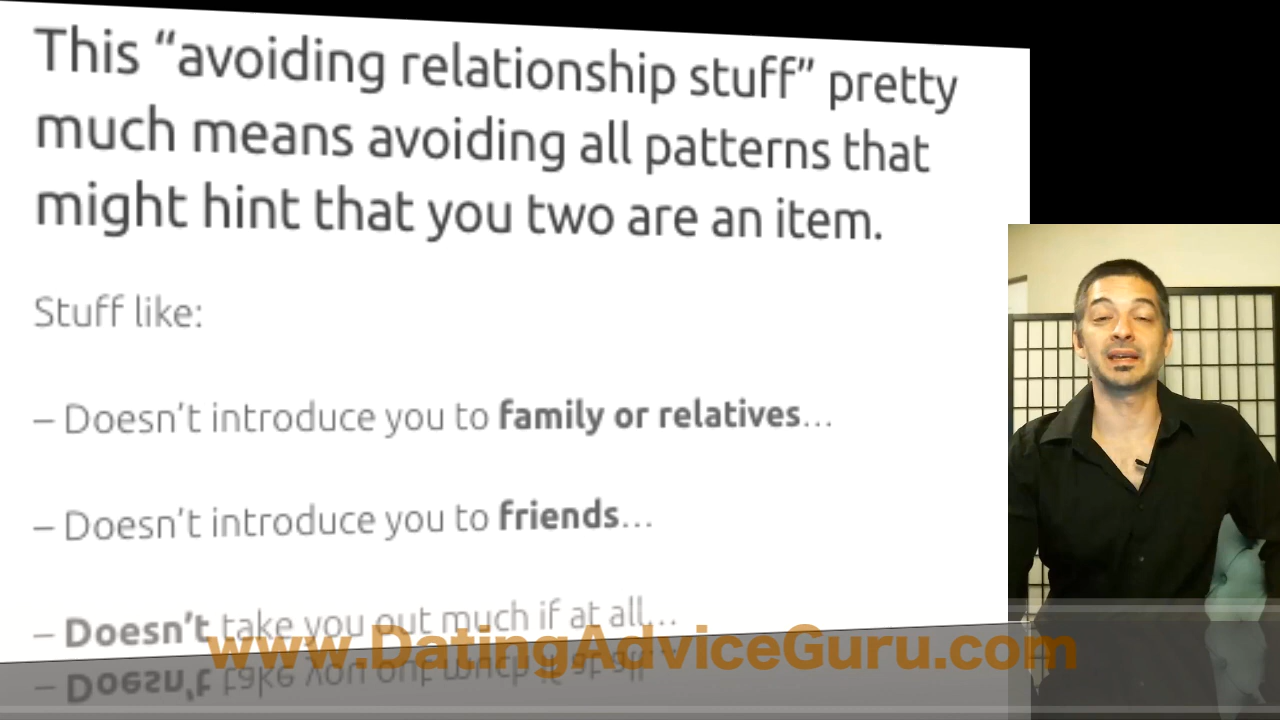 This “avoiding relationship stuff” pretty
much means avoiding all patterns that
might hint that you two are an item.
Stuff like:
– Doesn’t introduce you to family or relatives…
– Doesn’t introduce you to friends…
– Doesn’t take you out much if at all…
www.DatingAdviceGuru.com